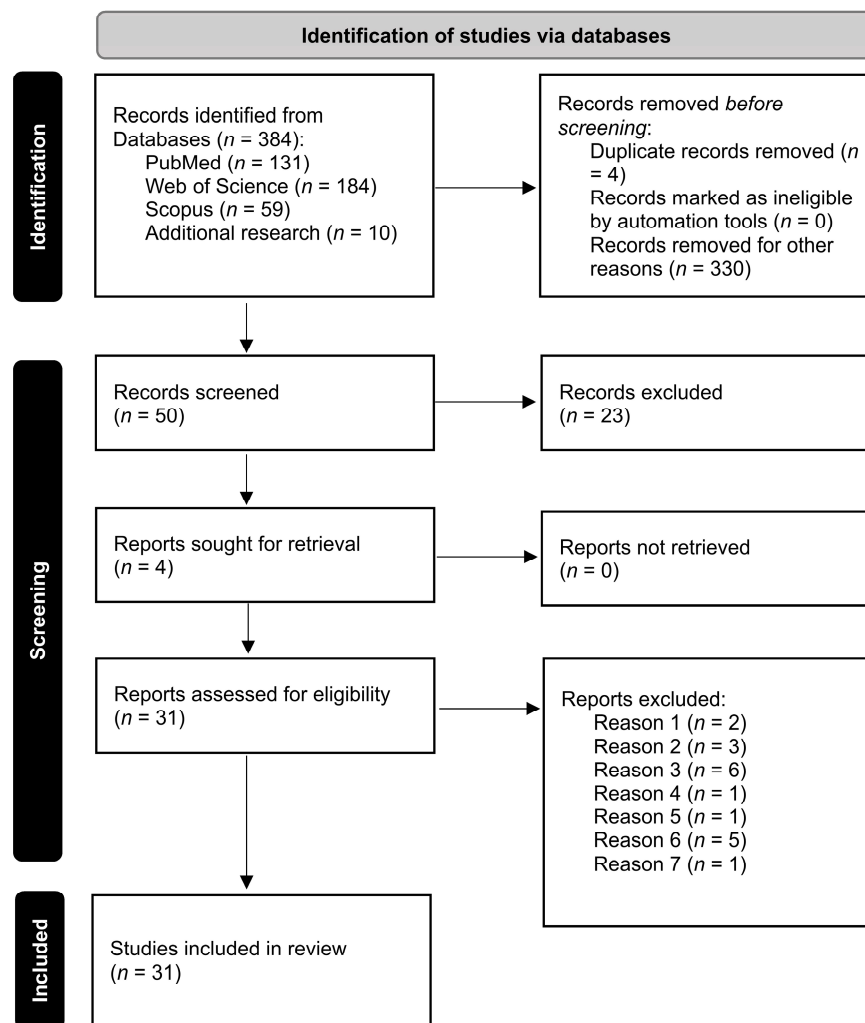 Identification of studies via databases
Identification
Records identified from
Databases (n = 384):
PubMed (n = 131)
Web of Science (n = 184)
Scopus (n = 59)
Additional research (n = 10)
Records removed before
screening:
Duplicate records removed (n
= 4)
Records marked as ineligible
by automation tools (n = 0)
Records removed for other
reasons (n = 330)
Screening
Records screened
(n = 50)
Records excluded
(n = 23)
Reports sought for retrieval
(n = 4)
Reports not retrieved
(n = 0)
Reports assessed for eligibility
(n = 31)
Reports excluded:
Reason 1 (n = 2)
Reason 2 (n = 3)
Reason 3 (n = 6)
Reason 4 (n = 1)
Reason 5 (n = 1)
Reason 6 (n = 5)
Reason 7 (n = 1)
Included
Studies included in review
(n = 31)